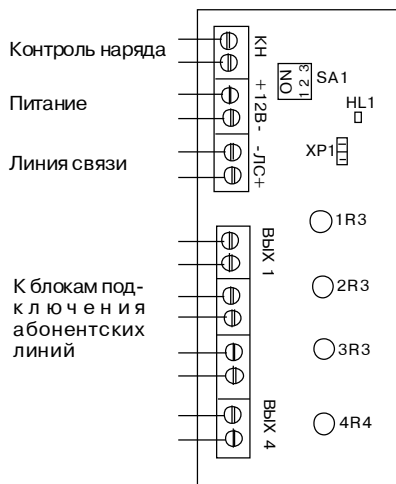 Контроль наряда
Питание
Линия связи
К блокам под-
ключения
абонентских
линий
КН
+12В-
-ЛС+
ВЫХ 1
ВЫХ 4
ON
1 2 3
SA1
HL1
XP1
1R3
2R3
3R3
4R4